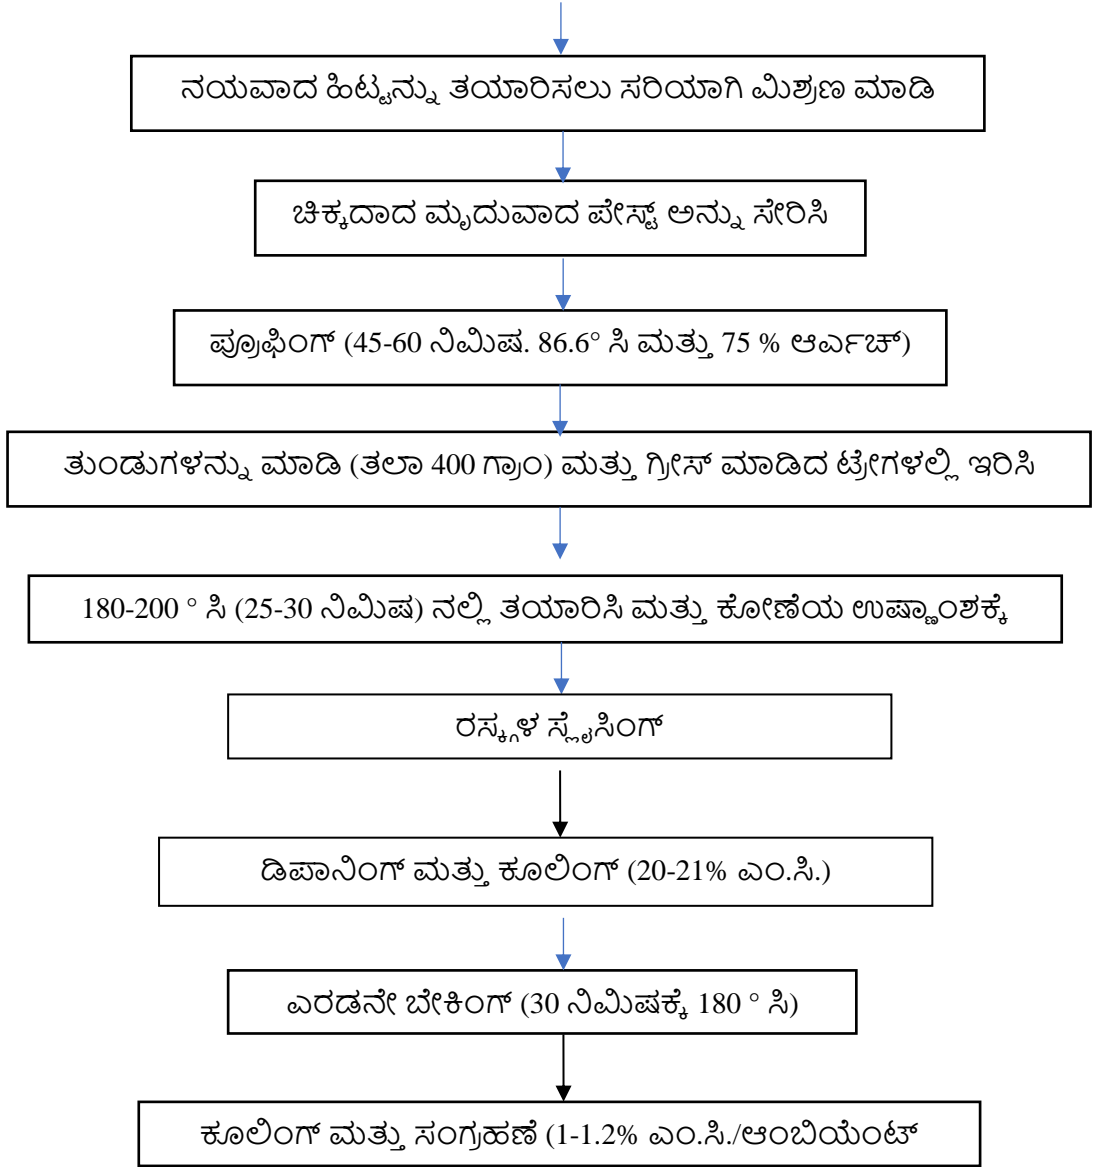 ನಯವಾದ ಹಿಟ್ಟನ್ನು ತಯಾರಿಸಲು ಸರಿಯಾಗಿ ಮಿಶ್ರಣ ಮಾಡಿ
ಚಿಕ್ಕದಾದ ಮೃದುವಾದ ಪೇಸ್ಟ್ ಅನ್ನು ಸೇರಿಸಿ
ಪ್ರೂಫಿಂಗ್ (45-60 ನಿಮಿಷ. 86.6° ಸಿ ಮತ್ತು 75 % ಆರ್ಎಚ್)
ತುಂಡುಗಳನ್ನು ಮಾಡಿ (ತಲಾ 400 ಗ್ರಾಂ) ಮತ್ತು ಗ್ರೀಸ್ ಮಾಡಿದ ಟ್ರೇಗಳಲ್ಲಿ ಇರಿಸಿ
180-200 ° ಸಿ (25-30 ನಿಮಿಷ) ನಲ್ಲಿ ತಯಾರಿಸಿ ಮತ್ತು ಕೋಣೆಯ ಉಷ್ಣಾಂಶಕ್ಕೆ
ರಸ್ಕ್ಗಳ ಸ್ಲೈಸಿಂಗ್
ಡಿಪಾನಿಂಗ್ ಮತ್ತು ಕೂಲಿಂಗ್ (20-21% ಎಂ.ಸಿ.)
ಎರಡನೇ ಬೇಕಿಂಗ್ (30 ನಿಮಿಷಕ್ಕೆ 180 ° ಸಿ)
ಕೂಲಿಂಗ್ ಮತ್ತು ಸಂಗ್ರಹಣೆ (1-1.2% ಎಂ.ಸಿ./ಆಂಬಿಯೆಂಟ್